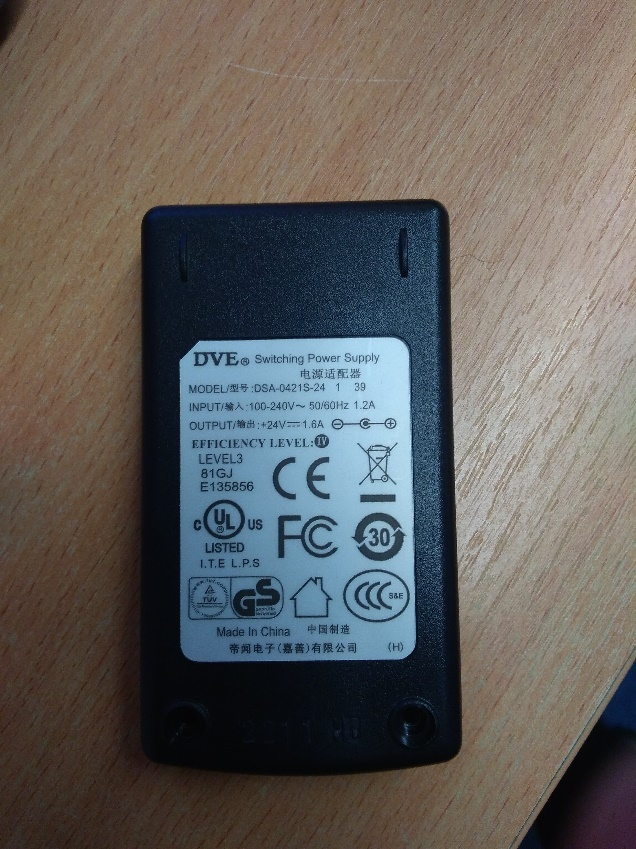 DVE® Switching Power Supply
电源适配器
MODEL/型号:DSA-0421S-24 1 39
INPUT/输入:100-240V~ 50/60Hz 1.2A
OUTPUT/输出:+24V⎓1.6A
EFFICIENCY LEVEL:IV
LEVEL3
81GJ
E135856
CE
C UL® US
LISTED
I.T.E L.P.S
FC
30
TÜV
GS
CCC S&E
Made In China 中国制造
帝闻电子(嘉善)有限公司 (H)